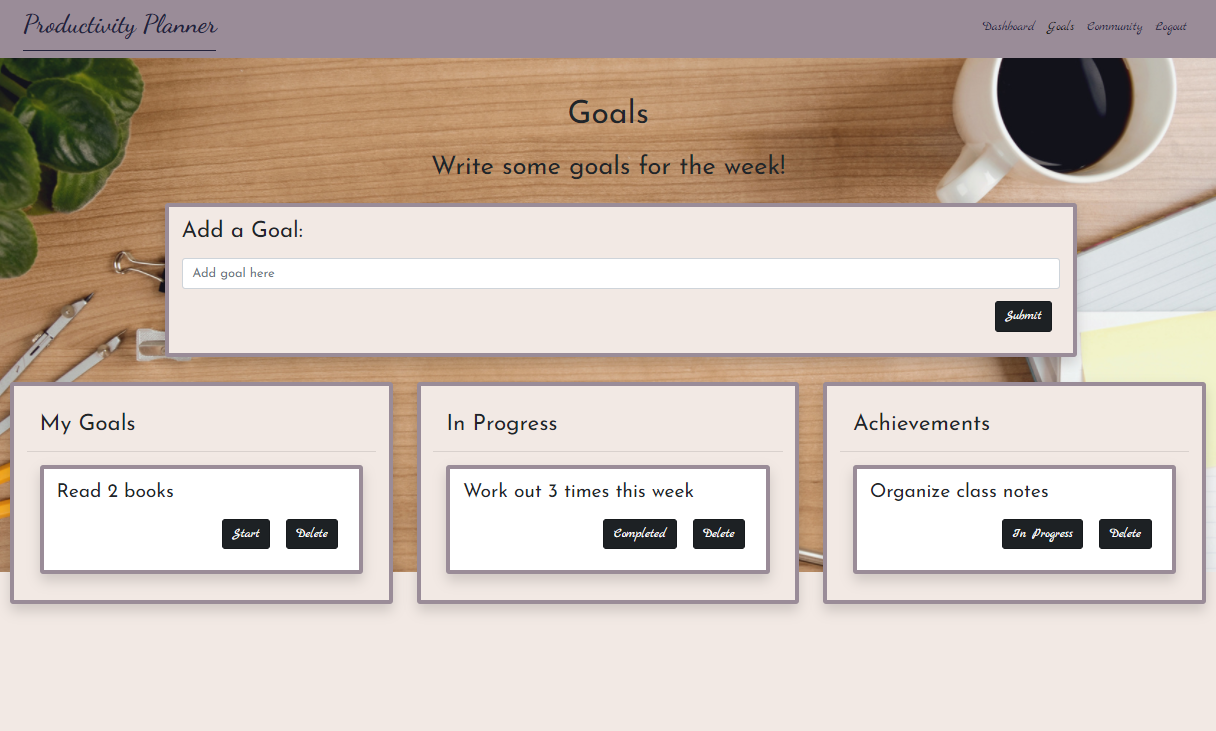 Productivity Planner
Dashboard Goals Community Logout
Goals
Write some goals for the week!
Add a Goal:
Add goal here
Submit
My Goals
Read 2 books
Start Delete
In Progress
Work out 3 times this week
Completed Delete
Achievements
Organize class notes
In Progress Delete